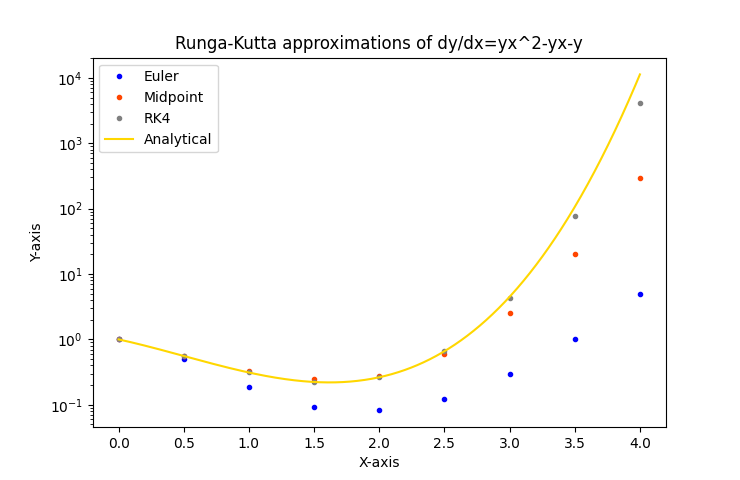 Runga-Kutta approximations of dy/dx=yx^2-yx-y
Euler
Midpoint
RK4
Analytical
10^4
10^3
10^2
10^1
10^0
10^-1
Y-axis
0.0 0.5 1.0 1.5 2.0 2.5 3.0 3.5 4.0
X-axis